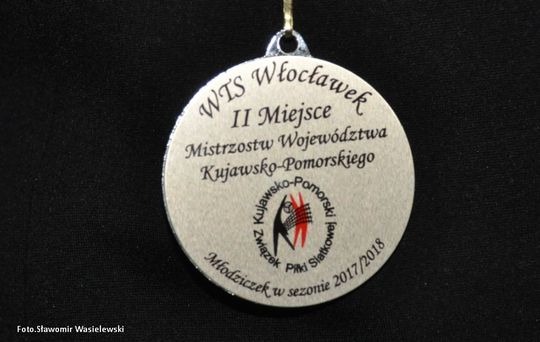 WTS Włocławek
II Miejsce
Mistrzostw Województwa
Kujawsko-Pomorskiego
Kujawsko-Pomorski
Związek Piłki Siatkowej
Młodziczek w sezonie 2017/2018
Foto.Sławomir Wasielewski